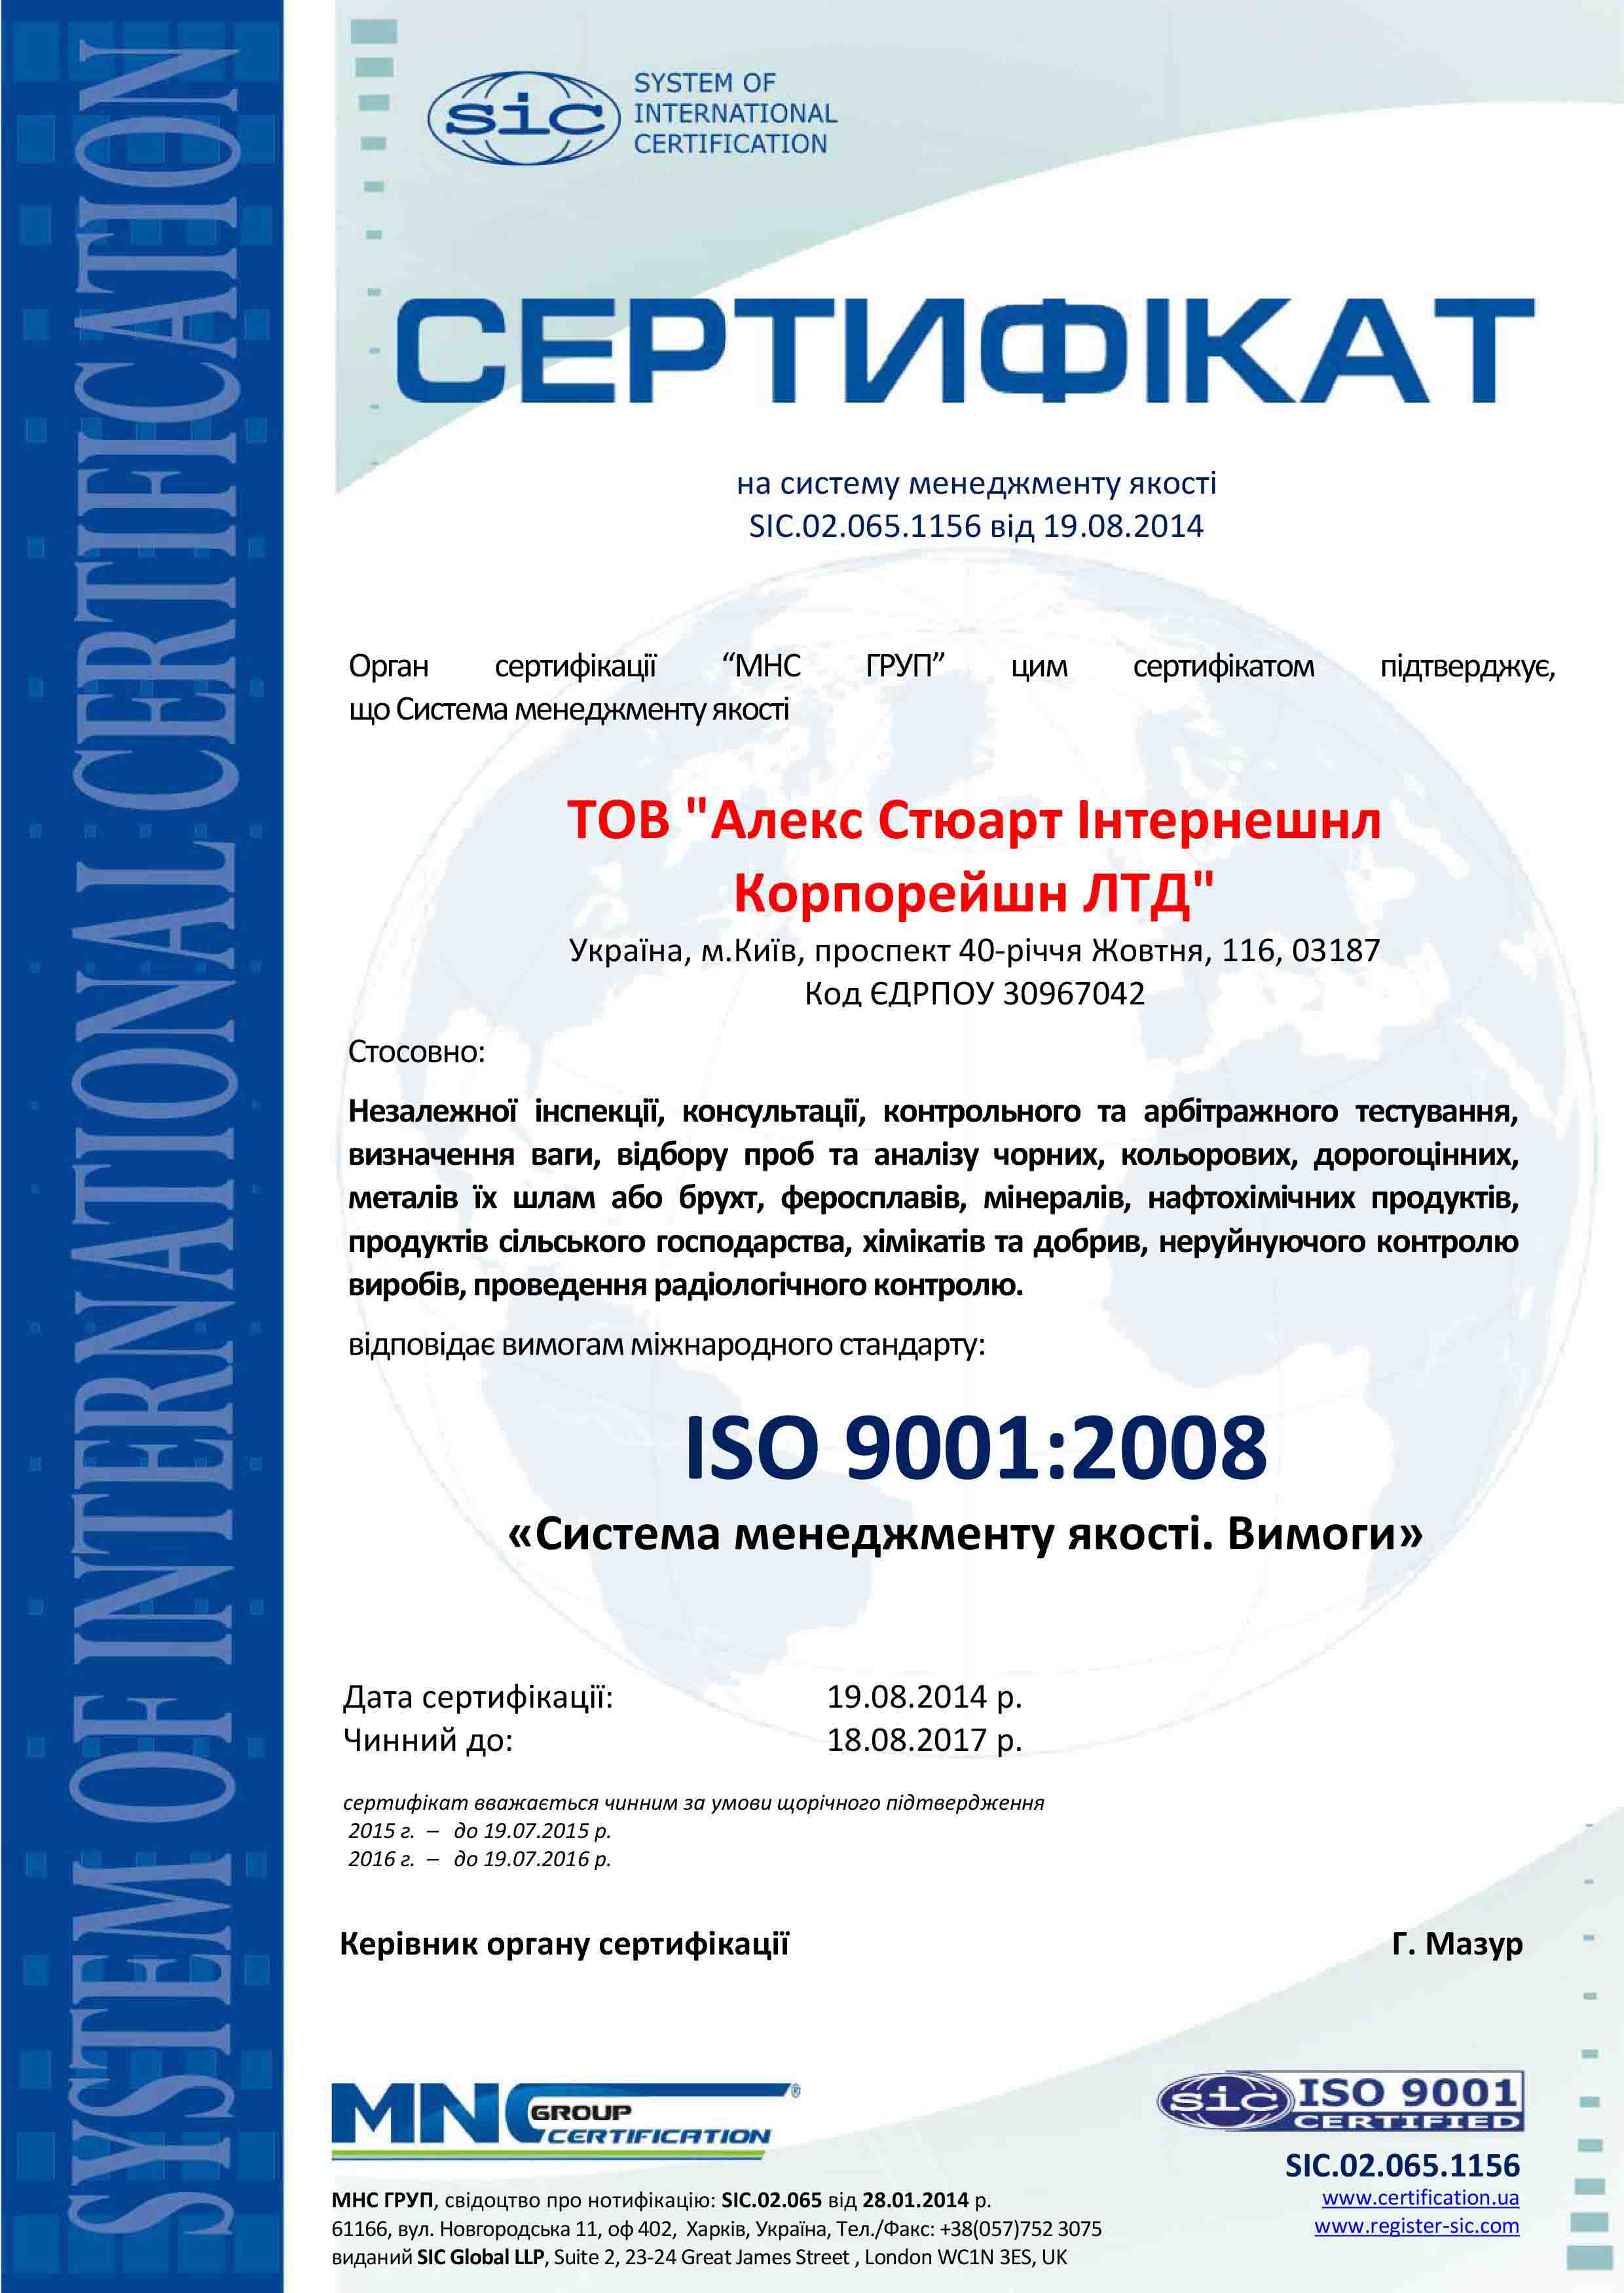 SYSTEM OF INTERNATIONAL CERTIFICATION
sic
SYSTEM OF
INTERNATIONAL
CERTIFICATION
СЕРТИФІКАТ
на систему менеджменту якості
SIC.02.065.1156 від 19.08.2014
Орган сертифікації “МНС ГРУП” цим сертифікатом підтверджує,
що Система менеджменту якості
ТОВ "Алекс Стюарт Інтернешнл
Корпорейшн ЛТД"
Україна, м.Київ, проспект 40-річчя Жовтня, 116, 03187
Код ЄДРПОУ 30967042
Стосовно:
Незалежної інспекції, консультації, контрольного та арбітражного тестування,
визначення ваги, відбору проб та аналізу чорних, кольорових, дорогоцінних,
металів їх шлам або брухт, феросплавів, мінералів, нафтохімічних продуктів,
продуктів сільського господарства, хімікатів та добрив, неруйнуючого контролю
виробів, проведення радіологічного контролю.
відповідає вимогам міжнародного стандарту:
ISO 9001:2008
«Система менеджменту якості. Вимоги»
Дата сертифікації: 19.08.2014 р.
Чинний до: 18.08.2017 р.
сертифікат вважається чинним за умови щорічного підтвердження
2015 г. – до 19.07.2015 р.
2016 г. – до 19.07.2016 р.
Керівник органу сертифікації Г. Мазур
MNC GROUP CERTIFICATION ®
sic ISO 9001
CERTIFIED
SIC.02.065.1156
www.certification.ua
www.register-sic.com
МНС ГРУП, свідоцтво про нотифікацію: SIC.02.065 від 28.01.2014 р.
61166, вул. Новгородська 11, оф 402, Харків, Україна, Тел./Факс: +38(057)752 3075
виданий SIC Global LLP, Suite 2, 23-24 Great James Street , London WC1N 3ES, UK